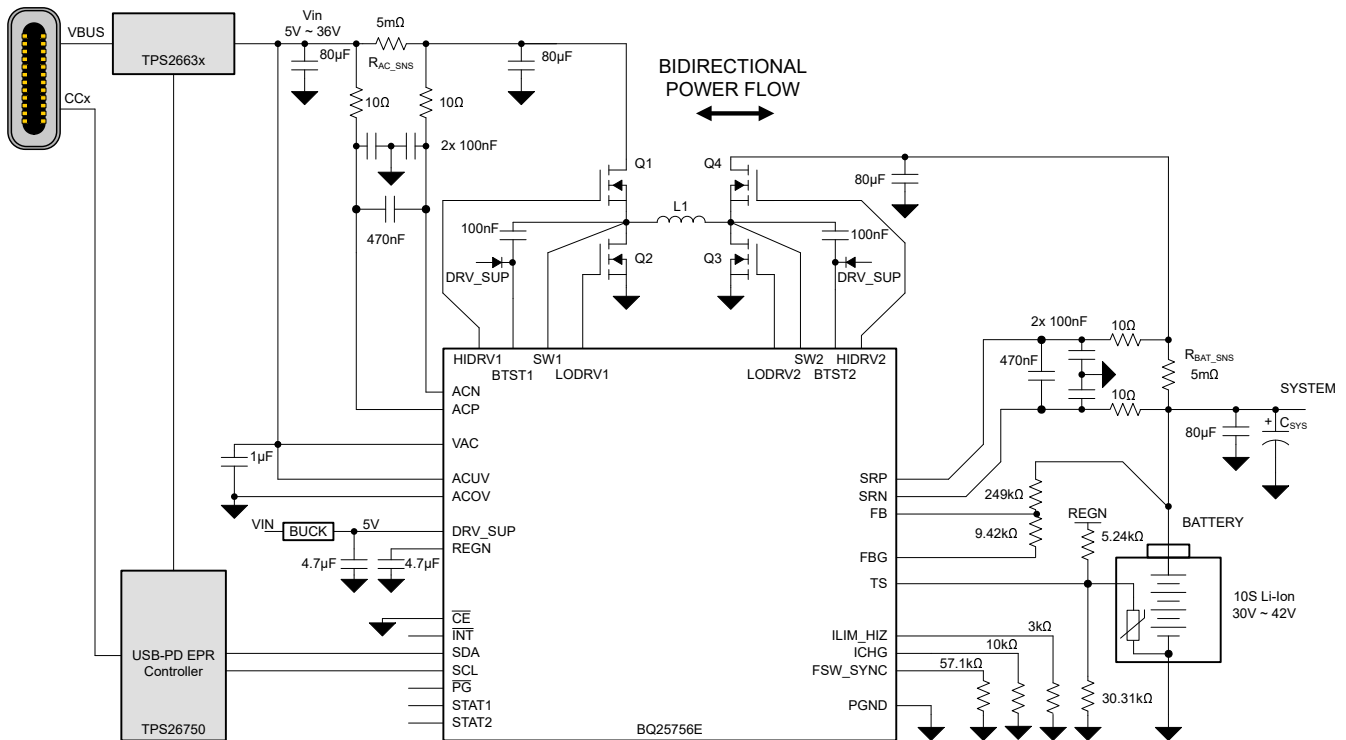 VBUS
TPS2663x
CCx
Vin
5V ~ 36V
5mΩ
R_AC_SNS
80µF
80µF
10Ω
10Ω
2x 100nF
470nF
BIDIRECTIONAL
POWER FLOW
Q1
Q4
80µF
L1
100nF
100nF
Q2
Q3
DRV_SUP
DRV_SUP
HIDRV1
BTST1
SW1
LODRV1
LODRV2
SW2
BTST2
HIDRV2
2x 100nF
10Ω
470nF
R_BAT_SNS
5mΩ
10Ω
SYSTEM
80µF
+
C_SYS
ACN
ACP
VAC
1µF
ACUV
ACOV
VIN
BUCK
5V
DRV_SUP
REGN
4.7µF
4.7µF
CE
INT
SDA
SCL
PG
STAT1
STAT2
USB-PD EPR
Controller
TPS26750
SRP
SRN
FB
FBG
TS
249kΩ
9.42kΩ
REGN
5.24kΩ
BATTERY
10S Li-Ion
30V ~ 42V
ILIM_HIZ
3kΩ
ICHG
10kΩ
FSW_SYNC
57.1kΩ
30.31kΩ
PGND
BQ25756E